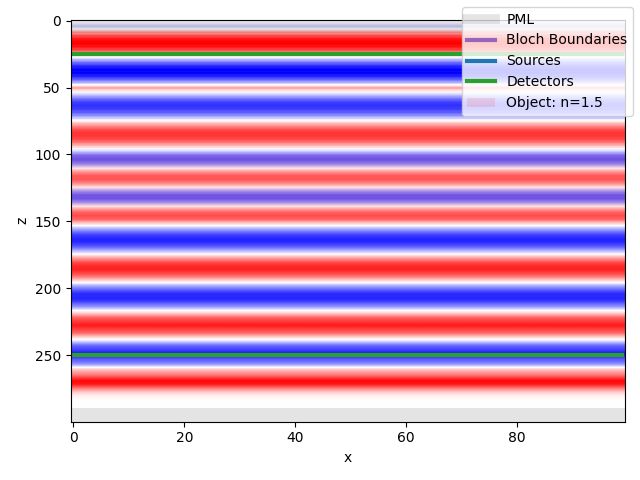 PML
Bloch Boundaries
Sources
Detectors
Object: n=1.5
0
50
100
150
200
250
z
0 20 40 60 80
x